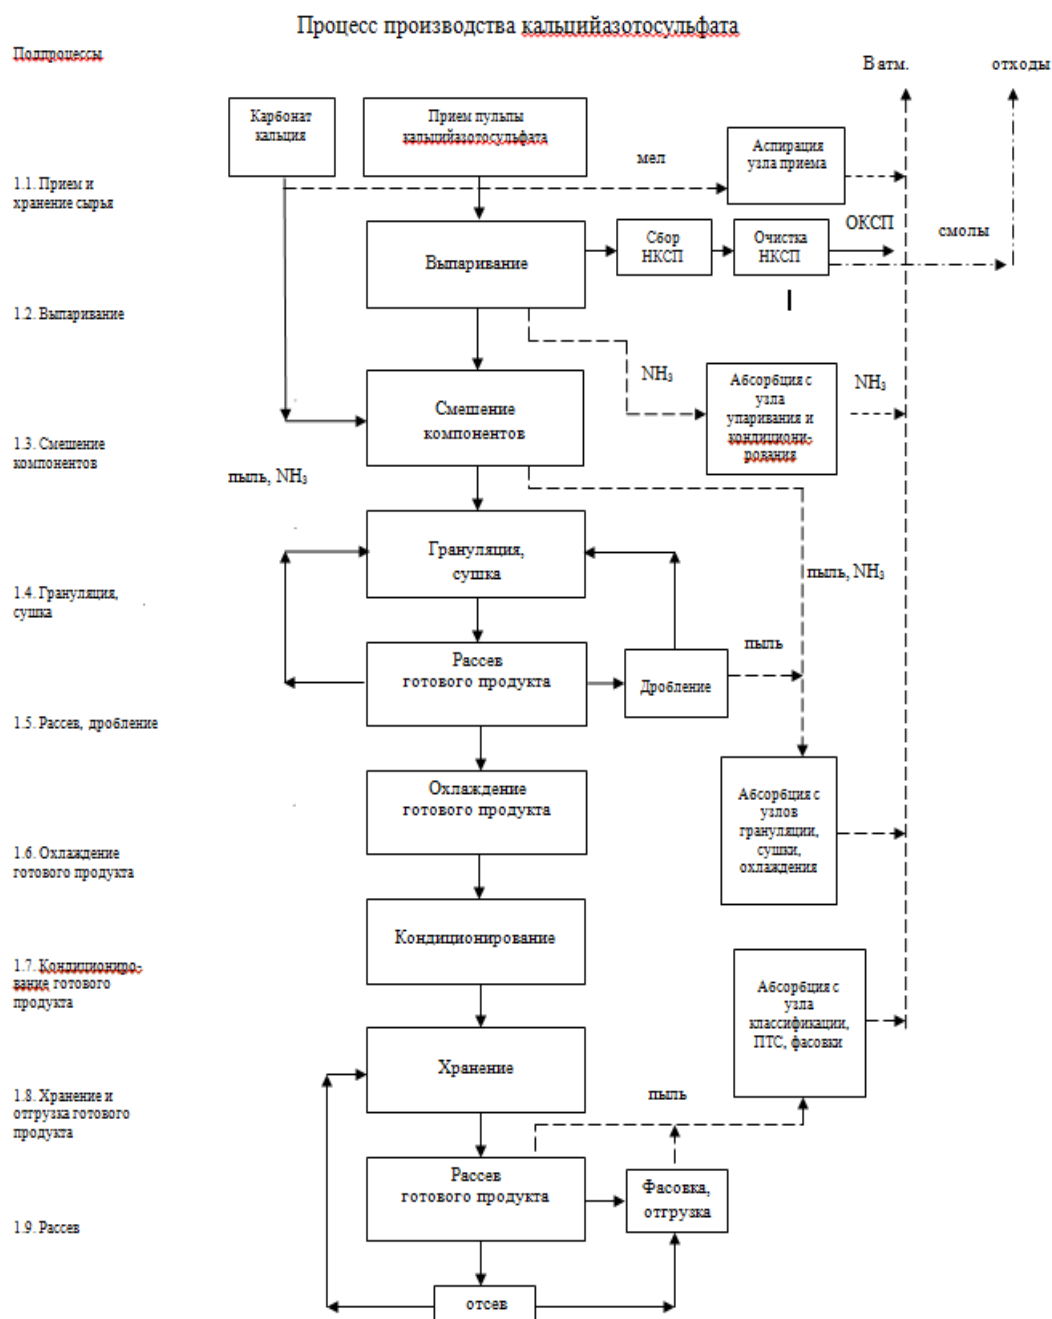 Процесс производства кальцийазотосульфата
Подпроцессы
В атм.
отходы
Карбонат
кальция
Прием пульпы
кальцийазотосульфата
Аспирация
узла приема
мел
1.1. Прием и
хранение сырья
ОКСП
смолы
Выпаривание
Сбор
НКСП
Очистка
НКСП
1.2. Выпаривание
NH₃
Абсорбция с
узла
упаривания и
кондициони-
рования
NH₃
Смешение
компонентов
1.3. Смешение
компонентов
пыль, NH₃
Грануляция,
сушка
пыль, NH₃
1.4. Грануляция,
сушка
Рассев
готового продукта
Дробление
пыль
1.5. Рассев, дробление
Охлаждение
готового продукта
Абсорбция с
узлов
грануляции,
сушки,
охлаждения
1.6. Охлаждение
готового продукта
Кондиционирование
1.7. Кондициониро-
вание готового
продукта
Абсорбция с
узла
классификации,
ПТС, фасовки
Хранение
1.8. Хранение и
отгрузка готового
продукта
пыль
Рассев
готового продукта
Фасовка,
отгрузка
1.9. Рассев
отсев